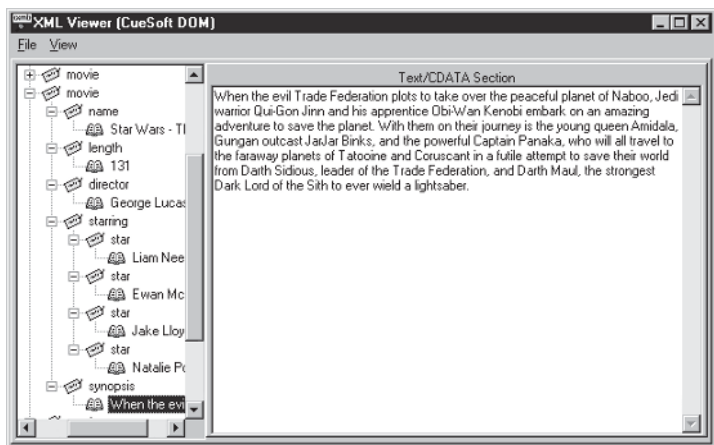 XML Viewer (CueSoft DOM)
File View
movie
movie
name
Star Wars - Tl
length
131
director
George Lucas
starring
star
Liam Nee
star
Ewan Mc
star
Jake Lloy
star
Natalie Po
synopsis
When the evi
Text/CDATA Section
When the evil Trade Federation plots to take over the peaceful planet of Naboo, Jedi
warrior Qui-Gon Jinn and his apprentice Obi-Wan Kenobi embark on an amazing
adventure to save the planet. With them on their journey is the young queen Amidala,
Gungan outcast JarJar Binks, and the powerful Captain Panaka, who will all travel to
the faraway planets of Tatooine and Coruscant in a futile attempt to save their world
from Darth Sidious, leader of the Trade Federation, and Darth Maul, the strongest
Dark Lord of the Sith to ever wield a lightsaber.